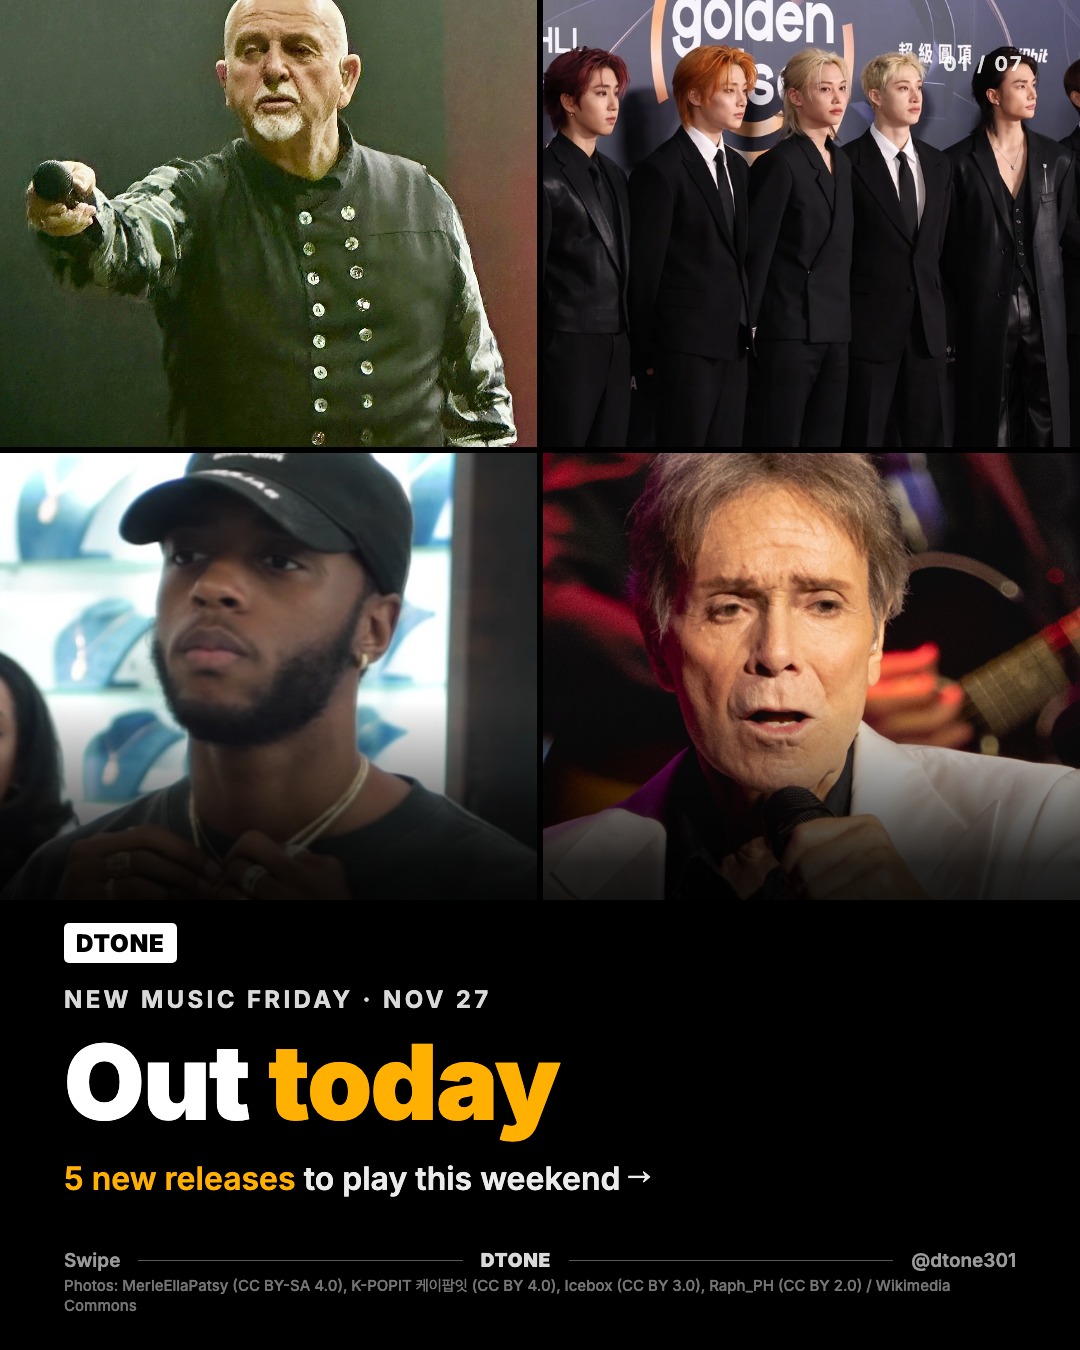 golden
超級圓頂
01 / 07
DTONE
NEW MUSIC FRIDAY · NOV 27
Out today
5 new releases to play this weekend →
Swipe DTONE @dtone301
Photos: MerleEllaPatsy (CC BY-SA 4.0), K-POPIT 케이팝잇 (CC BY 4.0), Icebox (CC BY 3.0), Raph_PH (CC BY 2.0) / Wikimedia
Commons